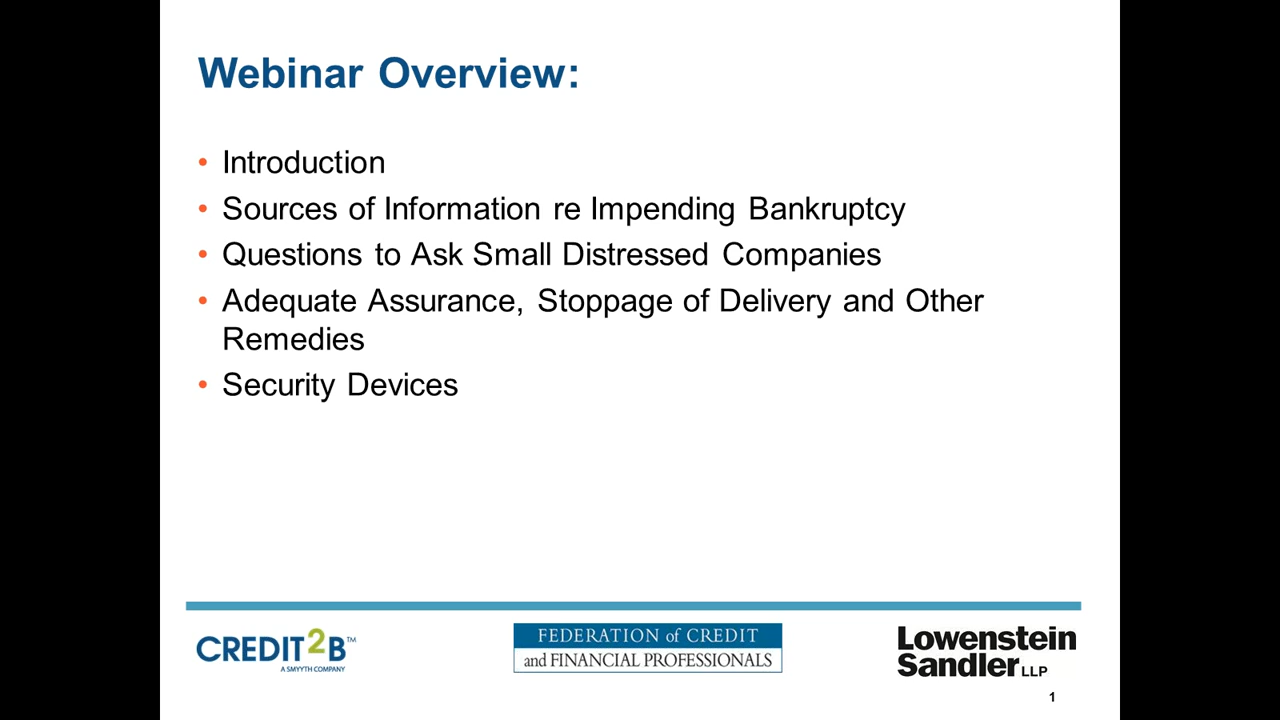 Webinar Overview:
• Introduction
• Sources of Information re Impending Bankruptcy
• Questions to Ask Small Distressed Companies
• Adequate Assurance, Stoppage of Delivery and Other
Remedies
• Security Devices
CREDIT2B™
A SMYYTH COMPANY
FEDERATION of CREDIT
and FINANCIAL PROFESSIONALS
Lowenstein
Sandler LLP
1